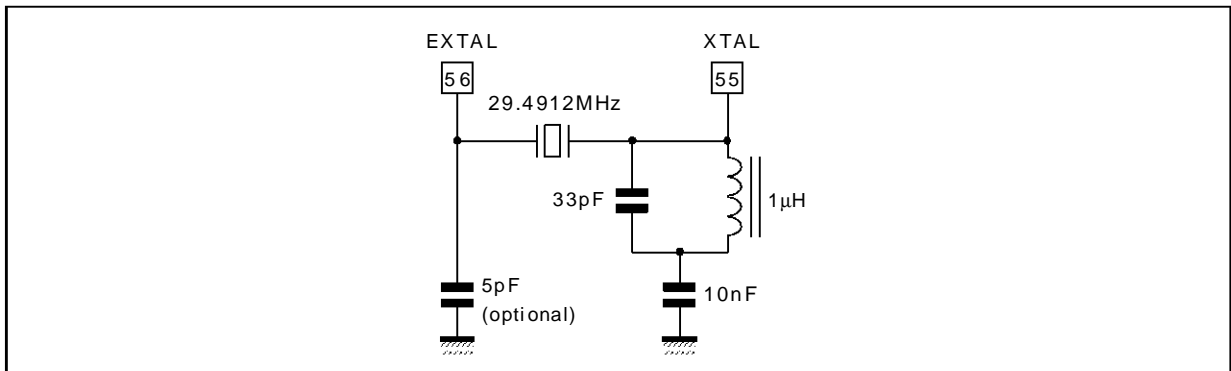 EXTAL
XTAL
56
55
29.4912MHz
33pF
1μH
5pF
(optional)
10nF